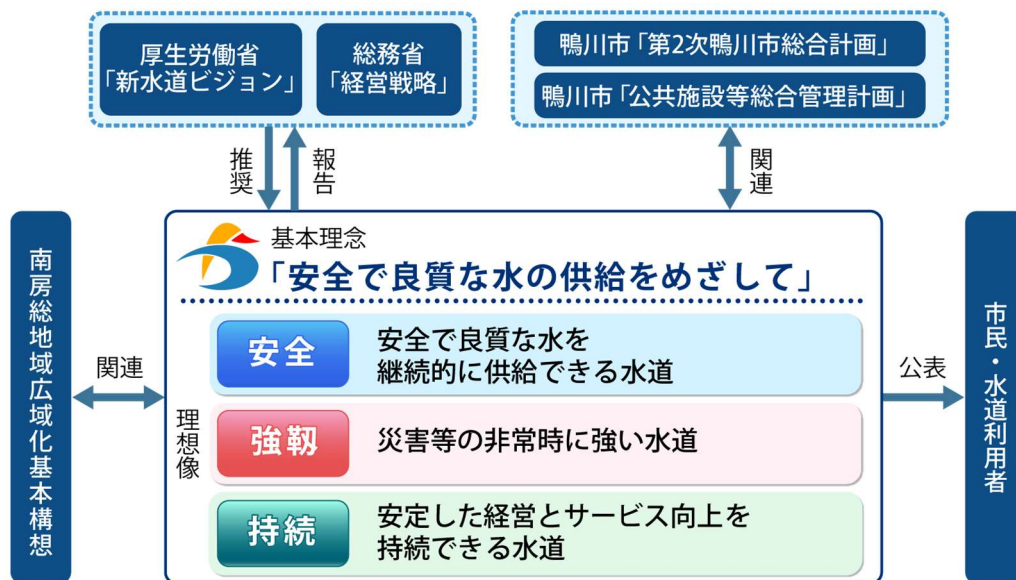 厚生労働省
「新水道ビジョン」
総務省
「経営戦略」
鴨川市「第2次鴨川市総合計画」
鴨川市「公共施設等総合管理計画」
推奨
報告
関連
南房総地域広域化基本構想
関連
基本理念
「安全で良質な水の供給をめざして」
理想像
安全
安全で良質な水を
継続的に供給できる水道
強靱
災害等の非常時に強い水道
持続
安定した経営とサービス向上を
持続できる水道
公表
市民・水道利用者